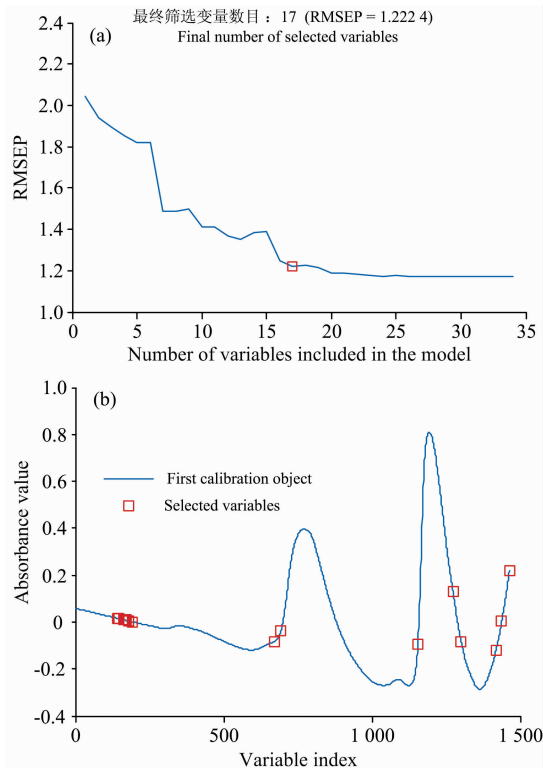 最终筛选变量数目：17 (RMSEP = 1.222 4)
(a)
Final number of selected variables
RMSEP
2.4
2.2
2.0
1.8
1.6
1.4
1.2
1.0
0 5 10 15 20 25 30 35
Number of variables included in the model
(b)
Absorbance value
1.0
0.8
0.6
0.4
0.2
0
-0.2
-0.4
First calibration object
Selected variables
0 500 1 000 1 500
Variable index